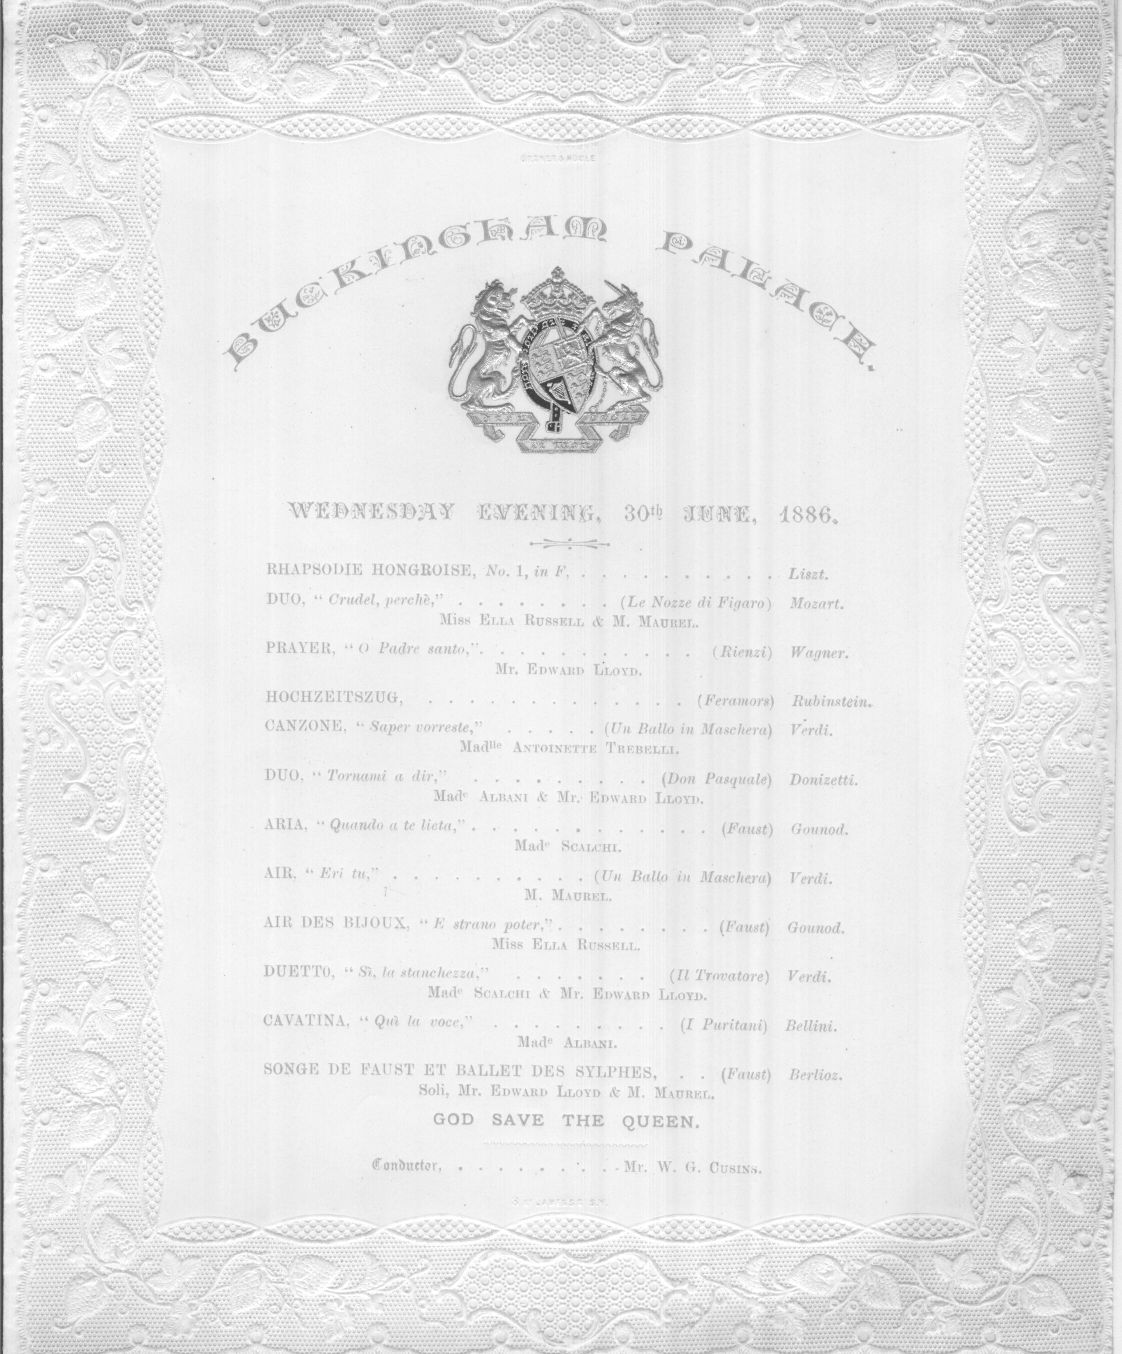 BUCKINGHAM PALACE.
WEDNESDAY EVENING, 30th JUNE, 1886.
RHAPSODIE HONGROISE, No. 1, in F, . . . . . . . . . . Liszt.
DUO, “Crudel, perchè,” . . . . . . . . (Le Nozze di Figaro) Mozart.
Miss Ella Russell & M. Maurel.
PRAYER, “O Padre santo,” . . . . . . . . . . . (Rienzi) Wagner.
Mr. Edward Lloyd.
HOCHZEITSZUG, . . . . . . . . . . . . . (Feramors) Rubinstein.
CANZONE, “Saper vorreste,” . . . . . (Un Ballo in Maschera) Verdi.
Madlle Antoinette Trebelli.
DUO, “Tornami a dir,” . . . . . . . . . (Don Pasquale) Donizetti.
Made Albani & Mr. Edward Lloyd.
ARIA, “Quando a te lieta,” . . . . . . . . . . . . (Faust) Gounod.
Made Scalchi.
AIR, “Eri tu,” . . . . . . . . . . (Un Ballo in Maschera) Verdi.
M. Maurel.
AIR DES BIJOUX, “E strano poter,” . . . . . . . . (Faust) Gounod.
Miss Ella Russell.
DUETTO, “Sì, la stanchezza,” . . . . . . . (Il Trovatore) Verdi.
Made Scalchi & Mr. Edward Lloyd.
CAVATINA, “Quì la voce,” . . . . . . . . . (I Puritani) Bellini.
Made Albani.
SONGE DE FAUST ET BALLET DES SYLPHES, . . (Faust) Berlioz.
Soli, Mr. Edward Lloyd & M. Maurel.
GOD SAVE THE QUEEN.
Conductor, . . . . . . . . . Mr. W. G. Cusins.